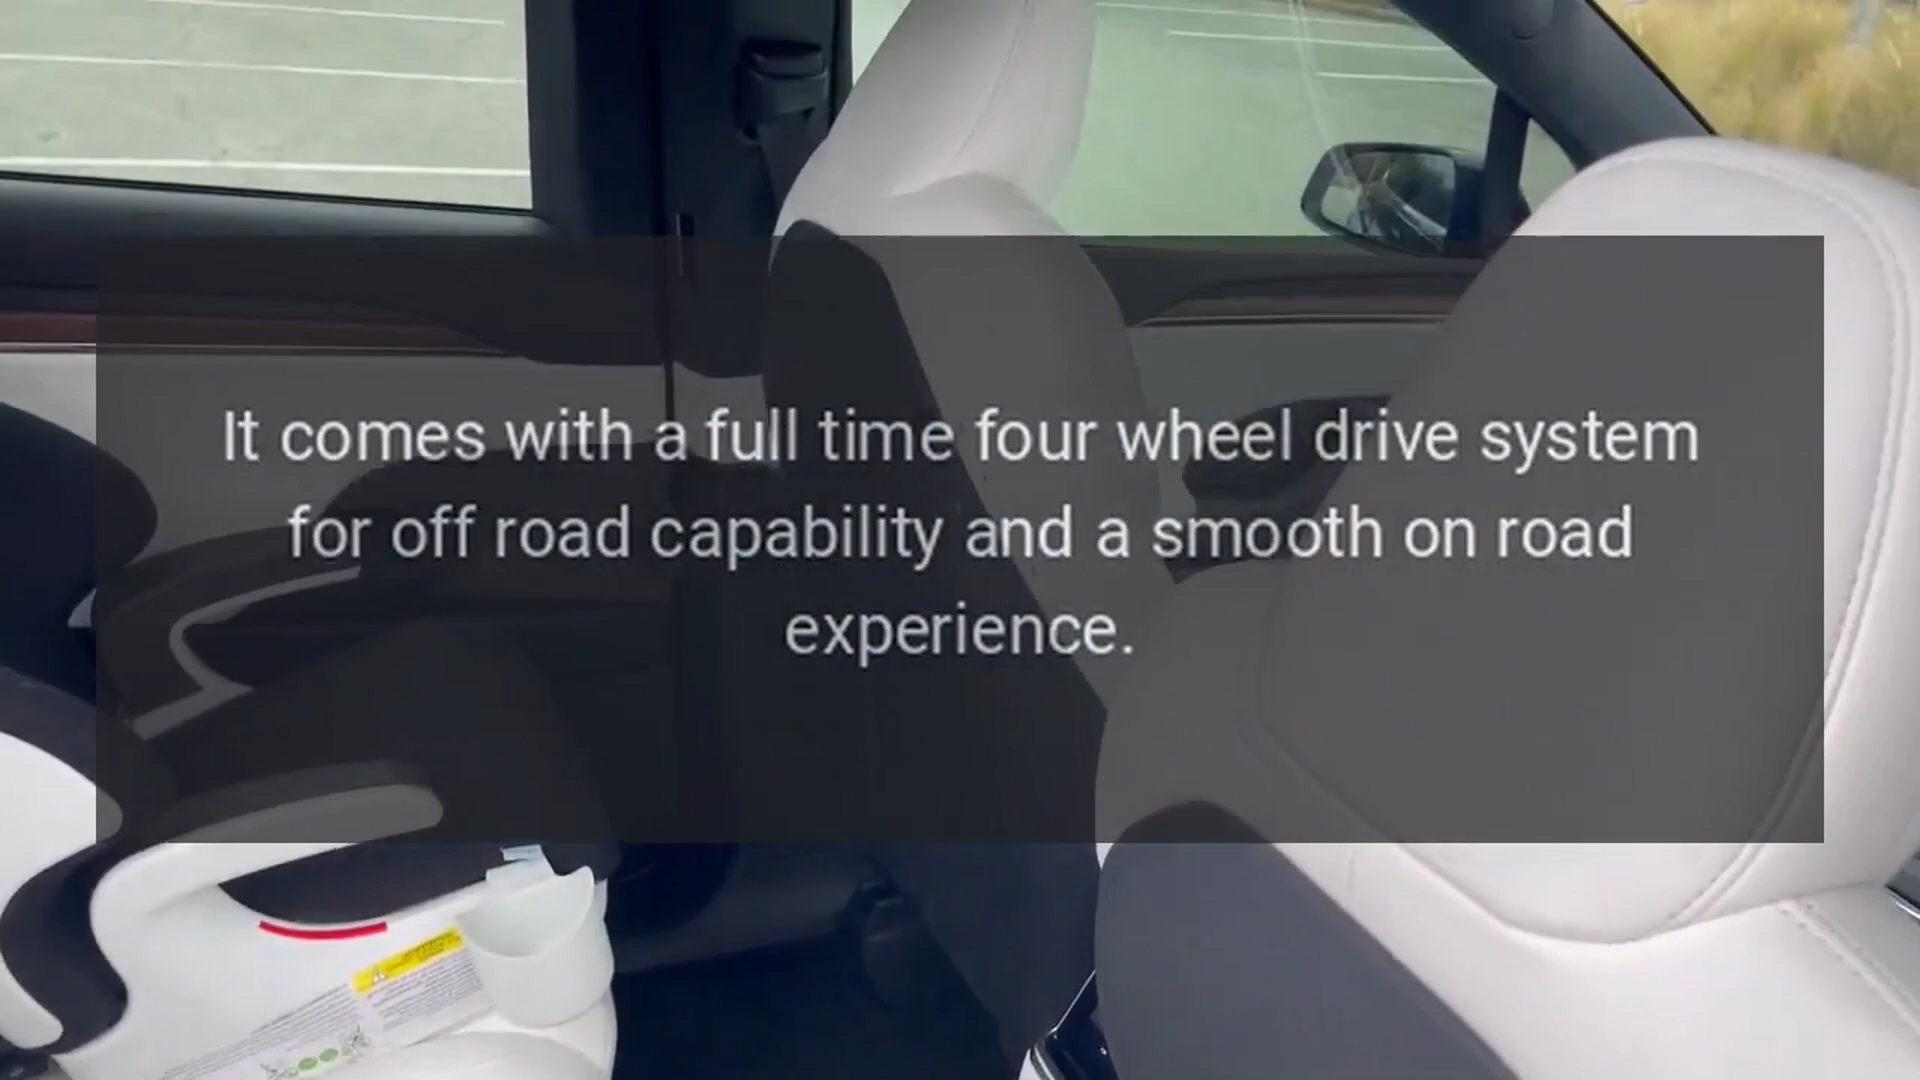 It comes with a full time four wheel drive system
for off road capability and a smooth on road
experience.